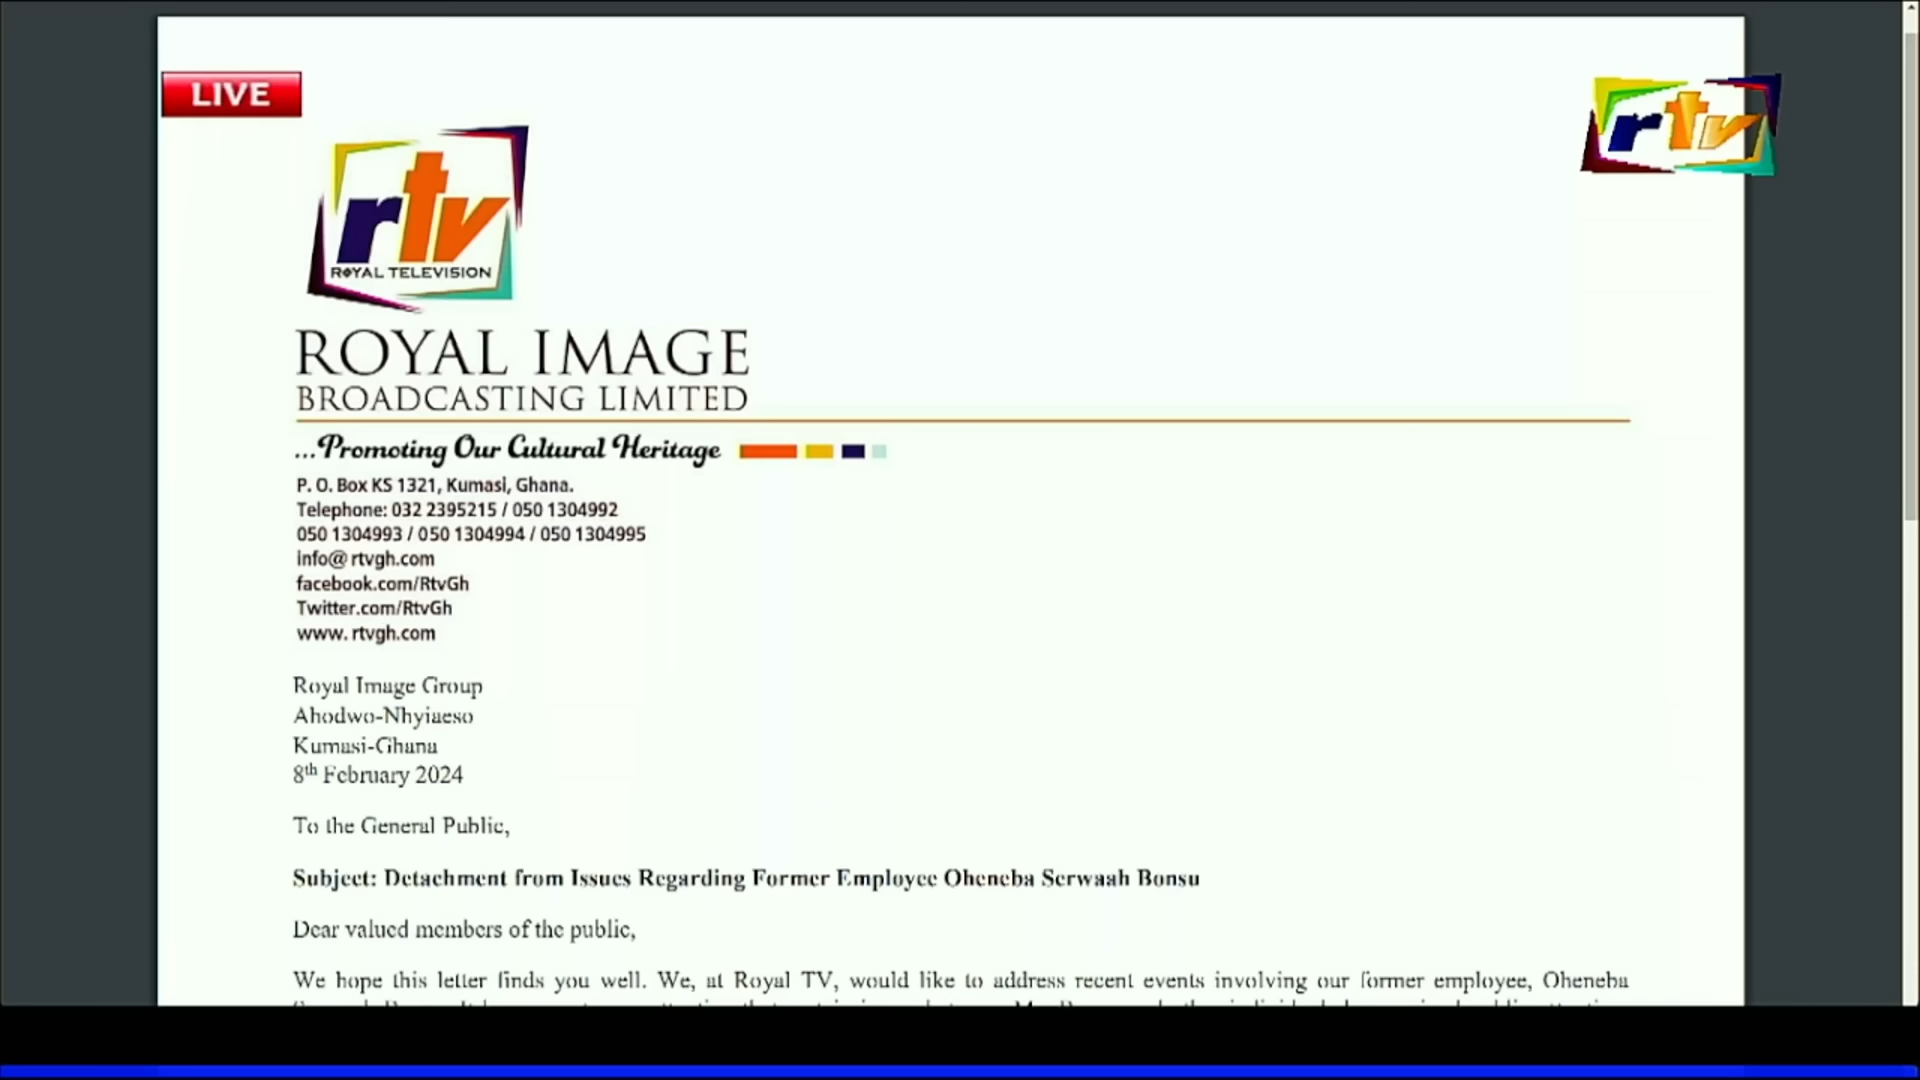 LIVE
rtv
rtv
ROYAL TELEVISION
ROYAL IMAGE
BROADCASTING LIMITED
...Promoting Our Cultural Heritage
P. O. Box KS 1321, Kumasi, Ghana.
Telephone: 032 2395215 / 050 1304992
050 1304993 / 050 1304994 / 050 1304995
info@ rtvgh.com
facebook.com/RtvGh
Twitter.com/RtvGh
www. rtvgh.com
Royal Image Group
Ahodwo-Nhyiaeso
Kumasi-Ghana
8th February 2024
To the General Public,
Subject: Detachment from Issues Regarding Former Employee Oheneba Serwaah Bonsu
Dear valued members of the public,
We hope this letter finds you well. We, at Royal TV, would like to address recent events involving our former employee, Oheneba